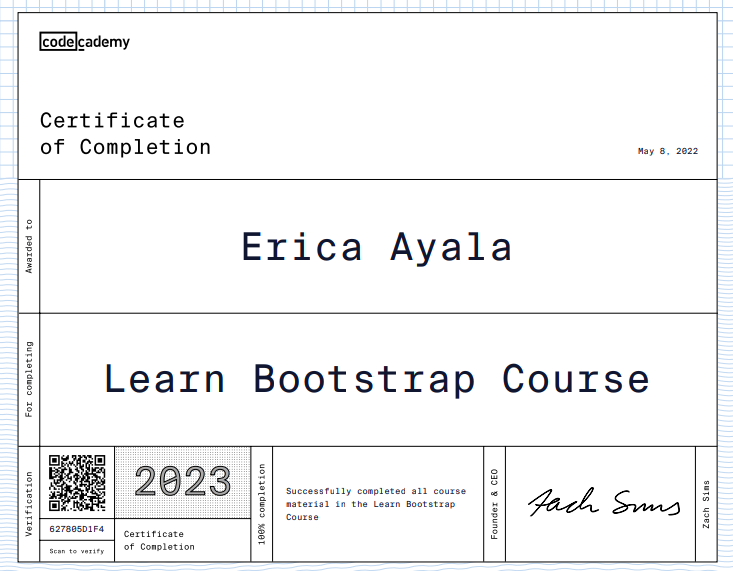 codecademy
Certificate
of Completion
May 8, 2022
Awarded to
Erica Ayala
For completing
Learn Bootstrap Course
Verification
627805D1F4
Scan to verify
2023
Certificate
of Completion
100% completion
Successfully completed all course
material in the Learn Bootstrap
Course
Founder & CEO
Zach Sims
Zach Sims